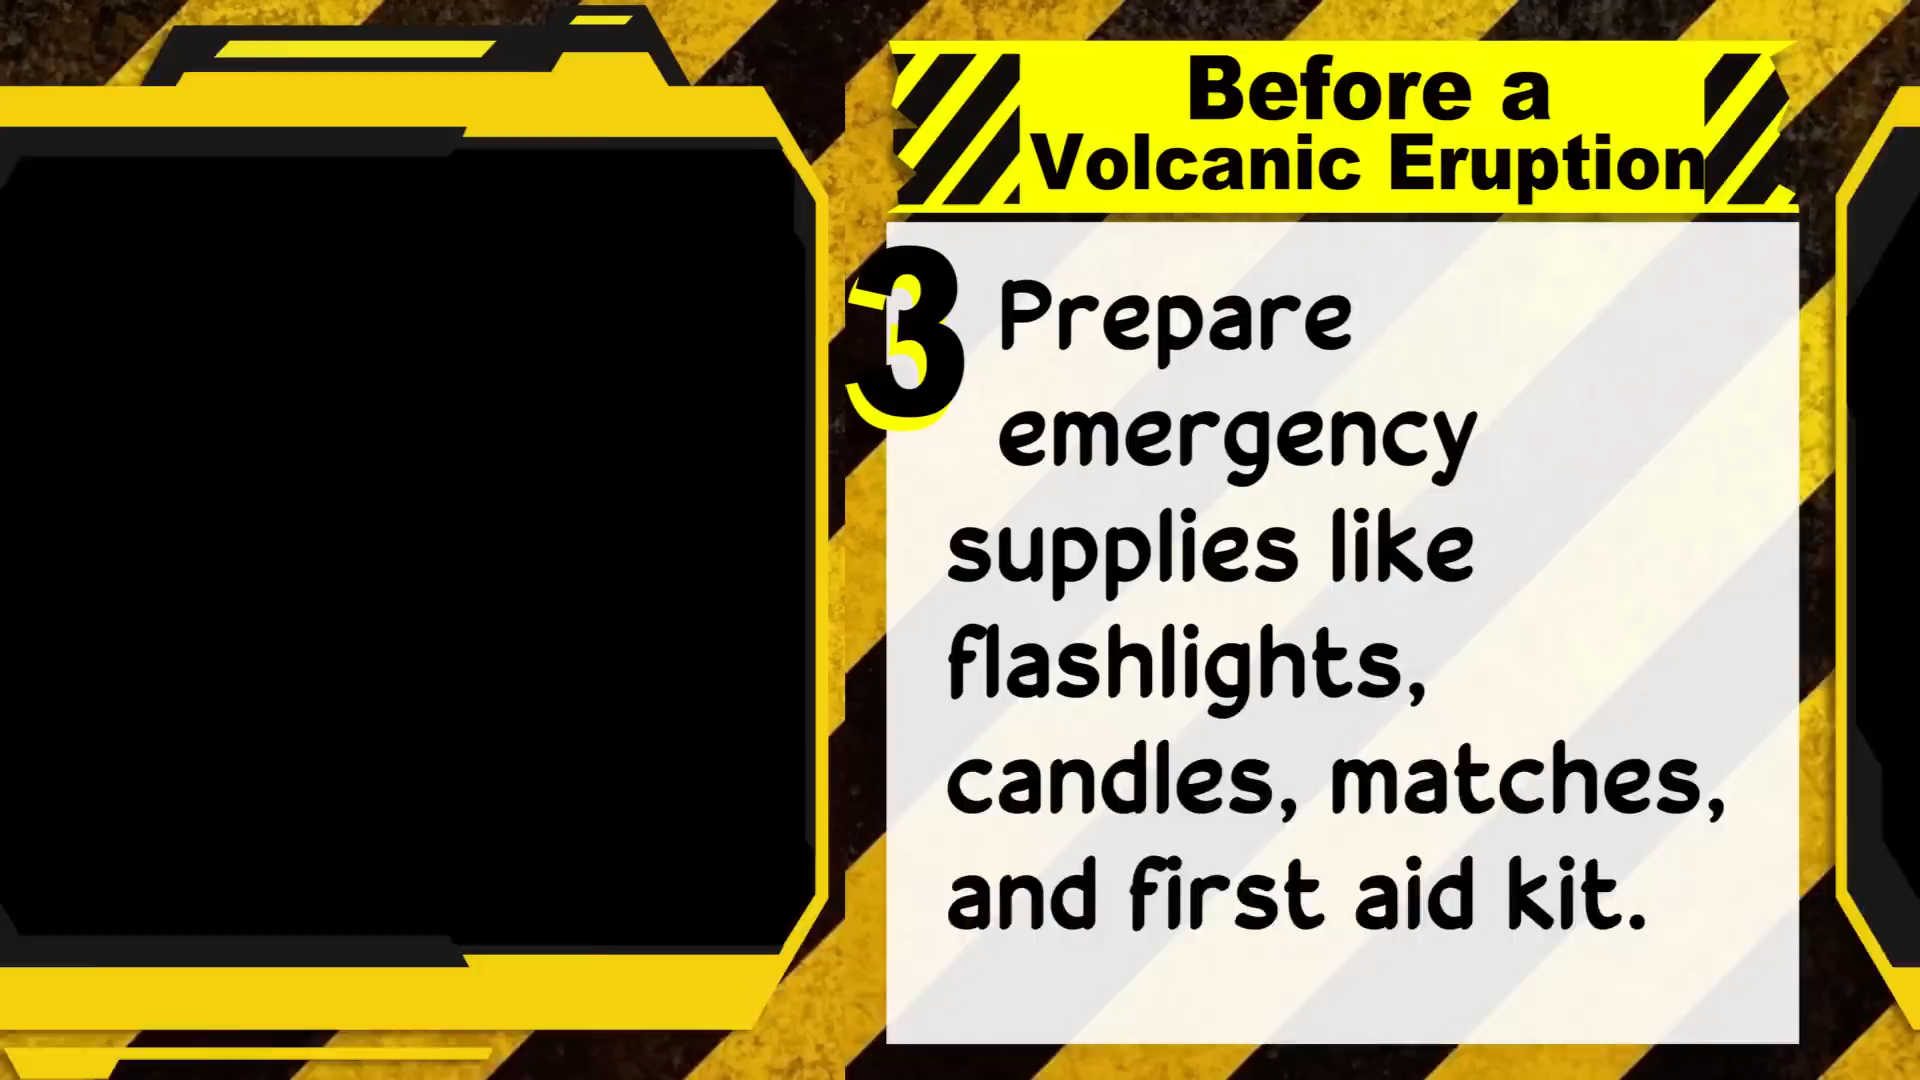 Before a
Volcanic Eruption
3 Prepare
emergency
supplies like
flashlights,
candles, matches,
and first aid kit.